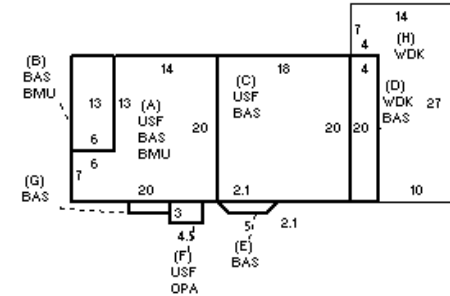 14
7
4
(H)
WDK
(B)
BAS
BMU
14
18
4
(C)
USF
BAS
(D)
WDK
BAS
13
13
(A)
USF
BAS
BMU
27
20
20
20
6
6
7
(G)
BAS
20
2.1
10
3
4.5
5
2.1
(E)
BAS
(F)
USF
OPA